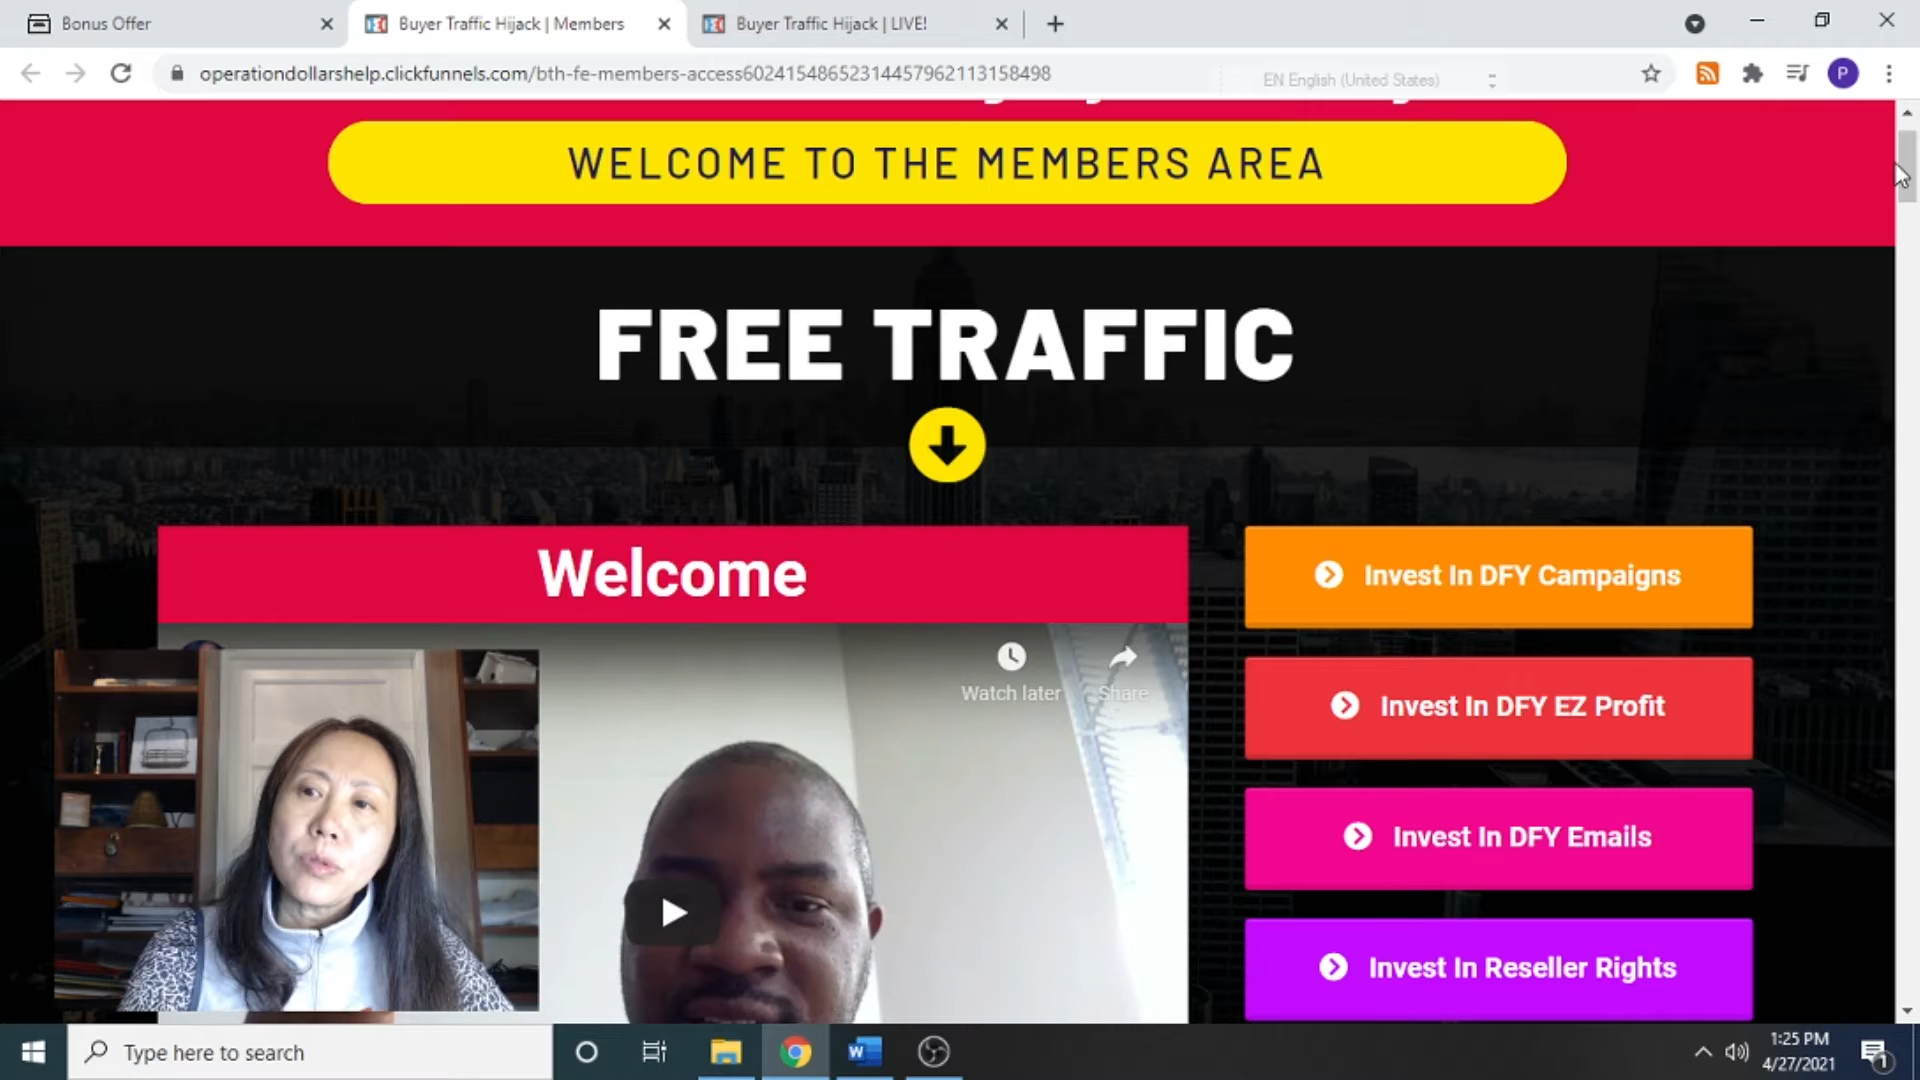 Bonus Offer
Buyer Traffic Hijack | Members
Buyer Traffic Hijack | LIVE!
operationdollarshelp.clickfunnels.com/bth-fe-members-access6024154865231445796211315​8498
EN English (United States)
P
WELCOME TO THE MEMBERS AREA
FREE TRAFFIC
Welcome
Watch later
Share
Invest In DFY Campaigns
Invest In DFY EZ Profit
Invest In DFY Emails
Invest In Reseller Rights
Type here to search
1:25 PM
4/27/2021
1